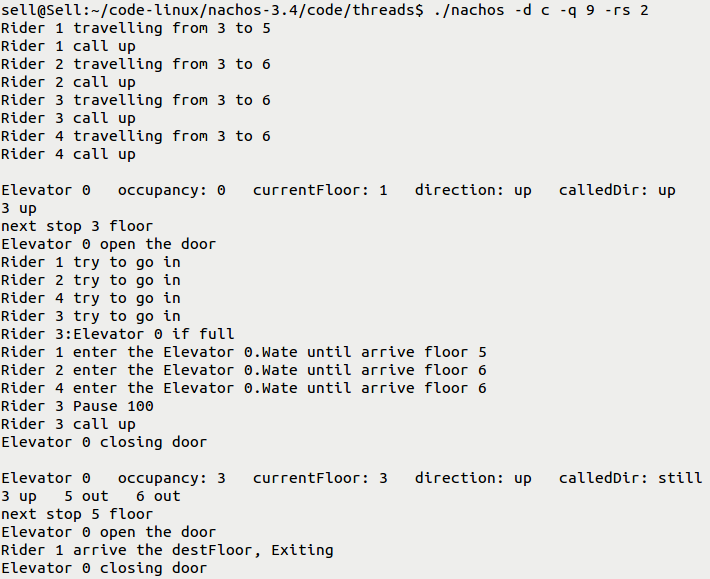 sell@Sell:~/code-linux/nachos-3.4/code/threads$ ./nachos -d c -q 9 -rs 2
Rider 1 travelling from 3 to 5
Rider 1 call up
Rider 2 travelling from 3 to 6
Rider 2 call up
Rider 3 travelling from 3 to 6
Rider 3 call up
Rider 4 travelling from 3 to 6
Rider 4 call up
Elevator 0   occupancy: 0   currentFloor: 1   direction: up   calledDir: up
3 up
next stop 3 floor
Elevator 0 open the door
Rider 1 try to go in
Rider 2 try to go in
Rider 4 try to go in
Rider 3 try to go in
Rider 3:Elevator 0 if full
Rider 1 enter the Elevator 0.Wate until arrive floor 5
Rider 2 enter the Elevator 0.Wate until arrive floor 6
Rider 4 enter the Elevator 0.Wate until arrive floor 6
Rider 3 Pause 100
Rider 3 call up
Elevator 0 closing door
Elevator 0   occupancy: 3   currentFloor: 3   direction: up   calledDir: still
3 up   5 out   6 out
next stop 5 floor
Elevator 0 open the door
Rider 1 arrive the destFloor, Exiting
Elevator 0 closing door